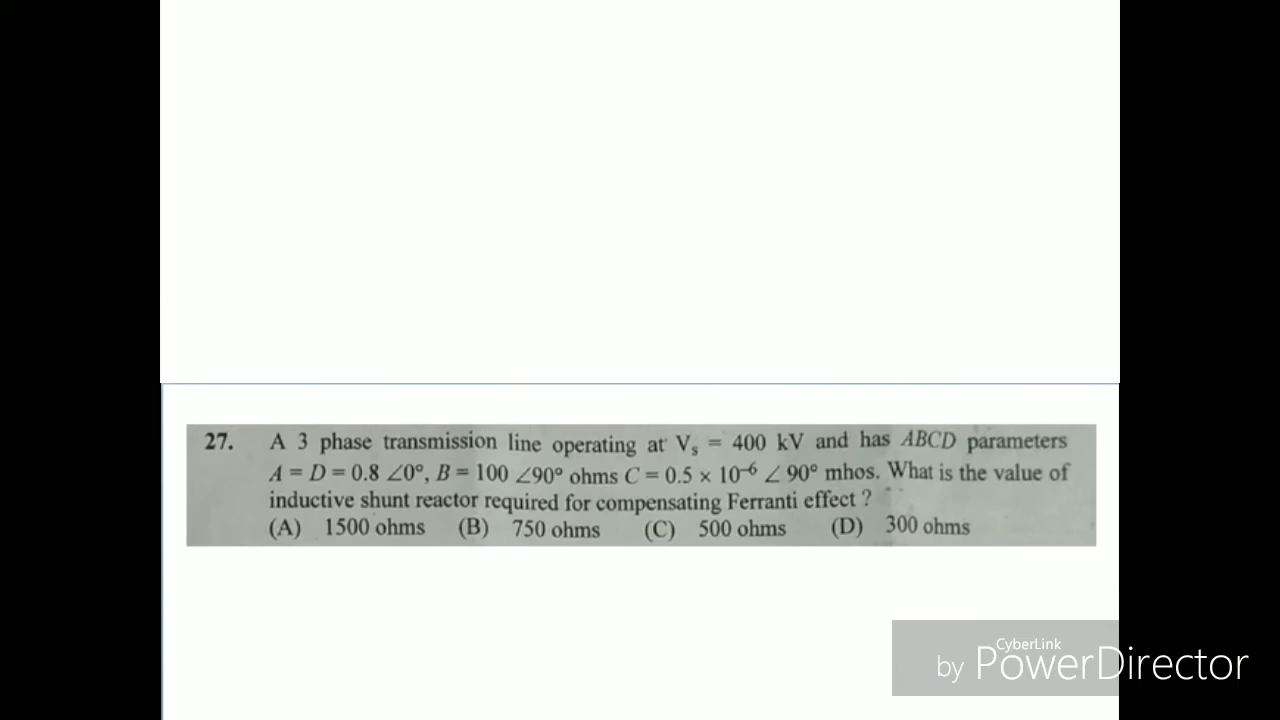 27. A 3 phase transmission line operating at Vs = 400 kV and has ABCD parameters
A = D = 0.8 ∠0°, B = 100 ∠90° ohms C = 0.5 × 10⁻⁶ ∠ 90° mhos. What is the value of
inductive shunt reactor required for compensating Ferranti effect ?
(A) 1500 ohms (B) 750 ohms (C) 500 ohms (D) 300 ohms
CyberLink
by PowerDirector